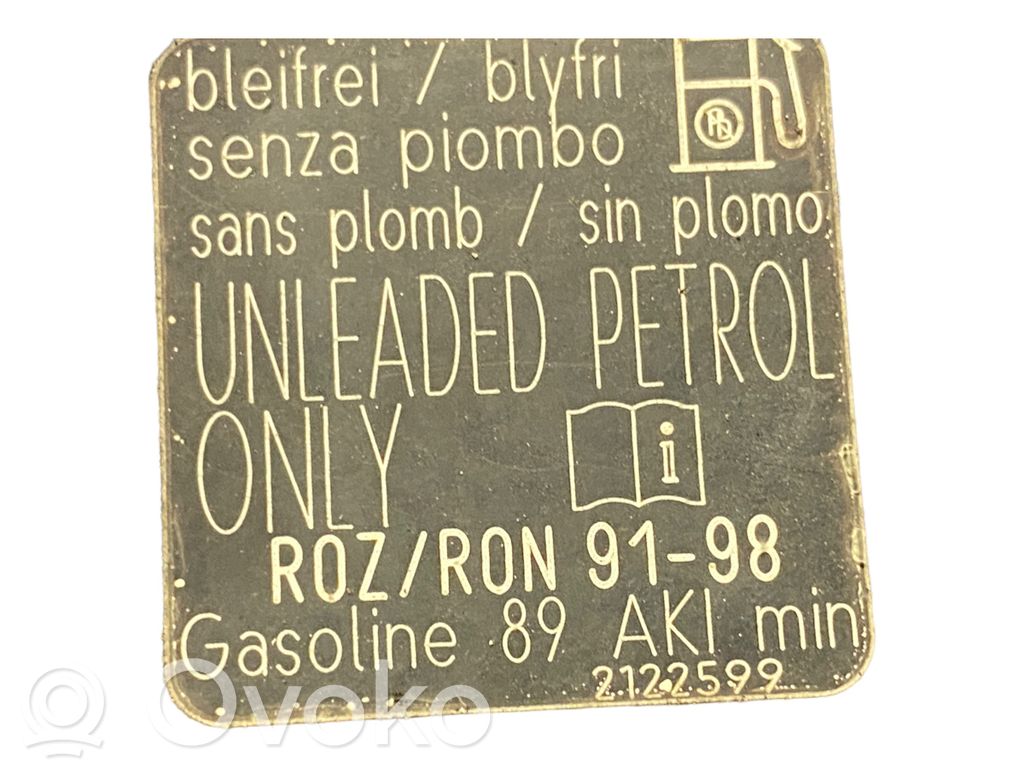 bleifrei / blyfri
senza piombo
sans plomb / sin plomo
UNLEADED PETROL
ONLY
i
ROZ/RON 91-98
Gasoline 89 AKI min
2122599
Ovoko